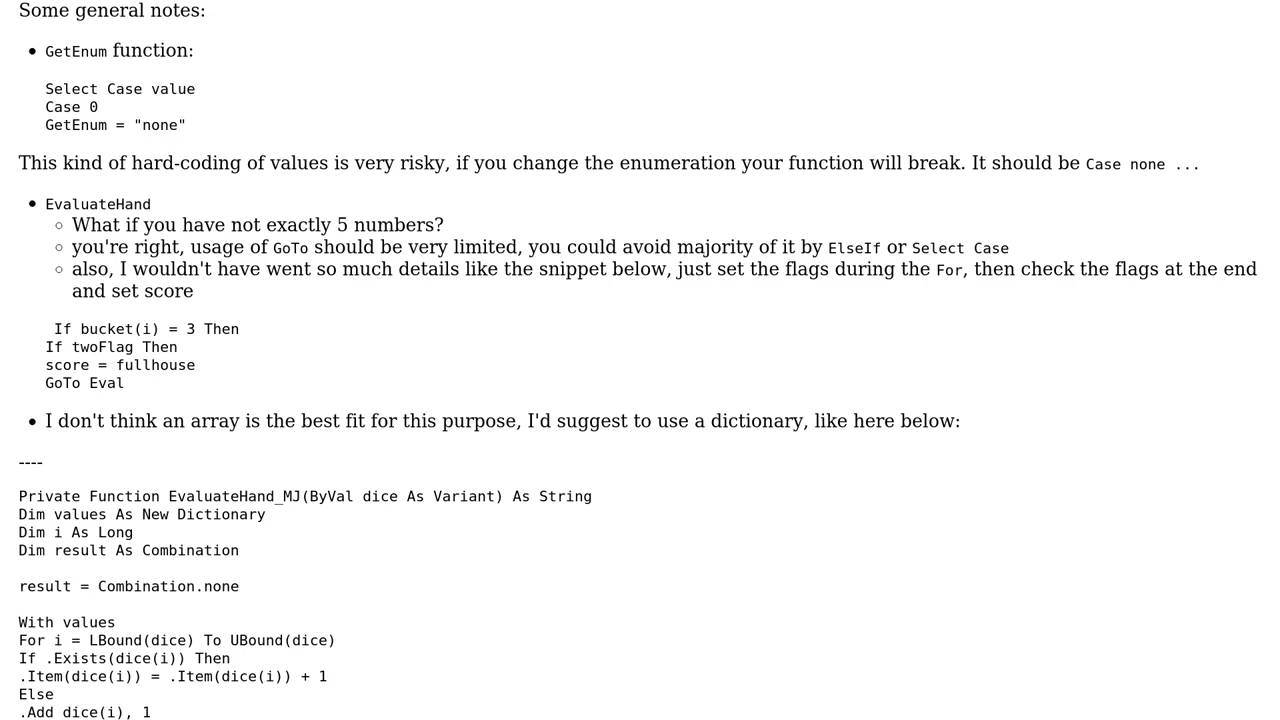 Some general notes:
GetEnum function:
Select Case value
Case 0
GetEnum = "none"
This kind of hard-coding of values is very risky, if you change the enumeration your function will break. It should be Case none ...
EvaluateHand
What if you have not exactly 5 numbers?
you're right, usage of GoTo should be very limited, you could avoid majority of it by ElseIf or Select Case
also, I wouldn't have went so much details like the snippet below, just set the flags during the For, then check the flags at the end
and set score
If bucket(i) = 3 Then
If twoFlag Then
score = fullhouse
GoTo Eval
I don't think an array is the best fit for this purpose, I'd suggest to use a dictionary, like here below:
----
Private Function EvaluateHand_MJ(ByVal dice As Variant) As String
Dim values As New Dictionary
Dim i As Long
Dim result As Combination
result = Combination.none
With values
For i = LBound(dice) To UBound(dice)
If .Exists(dice(i)) Then
.Item(dice(i)) = .Item(dice(i)) + 1
Else
.Add dice(i), 1